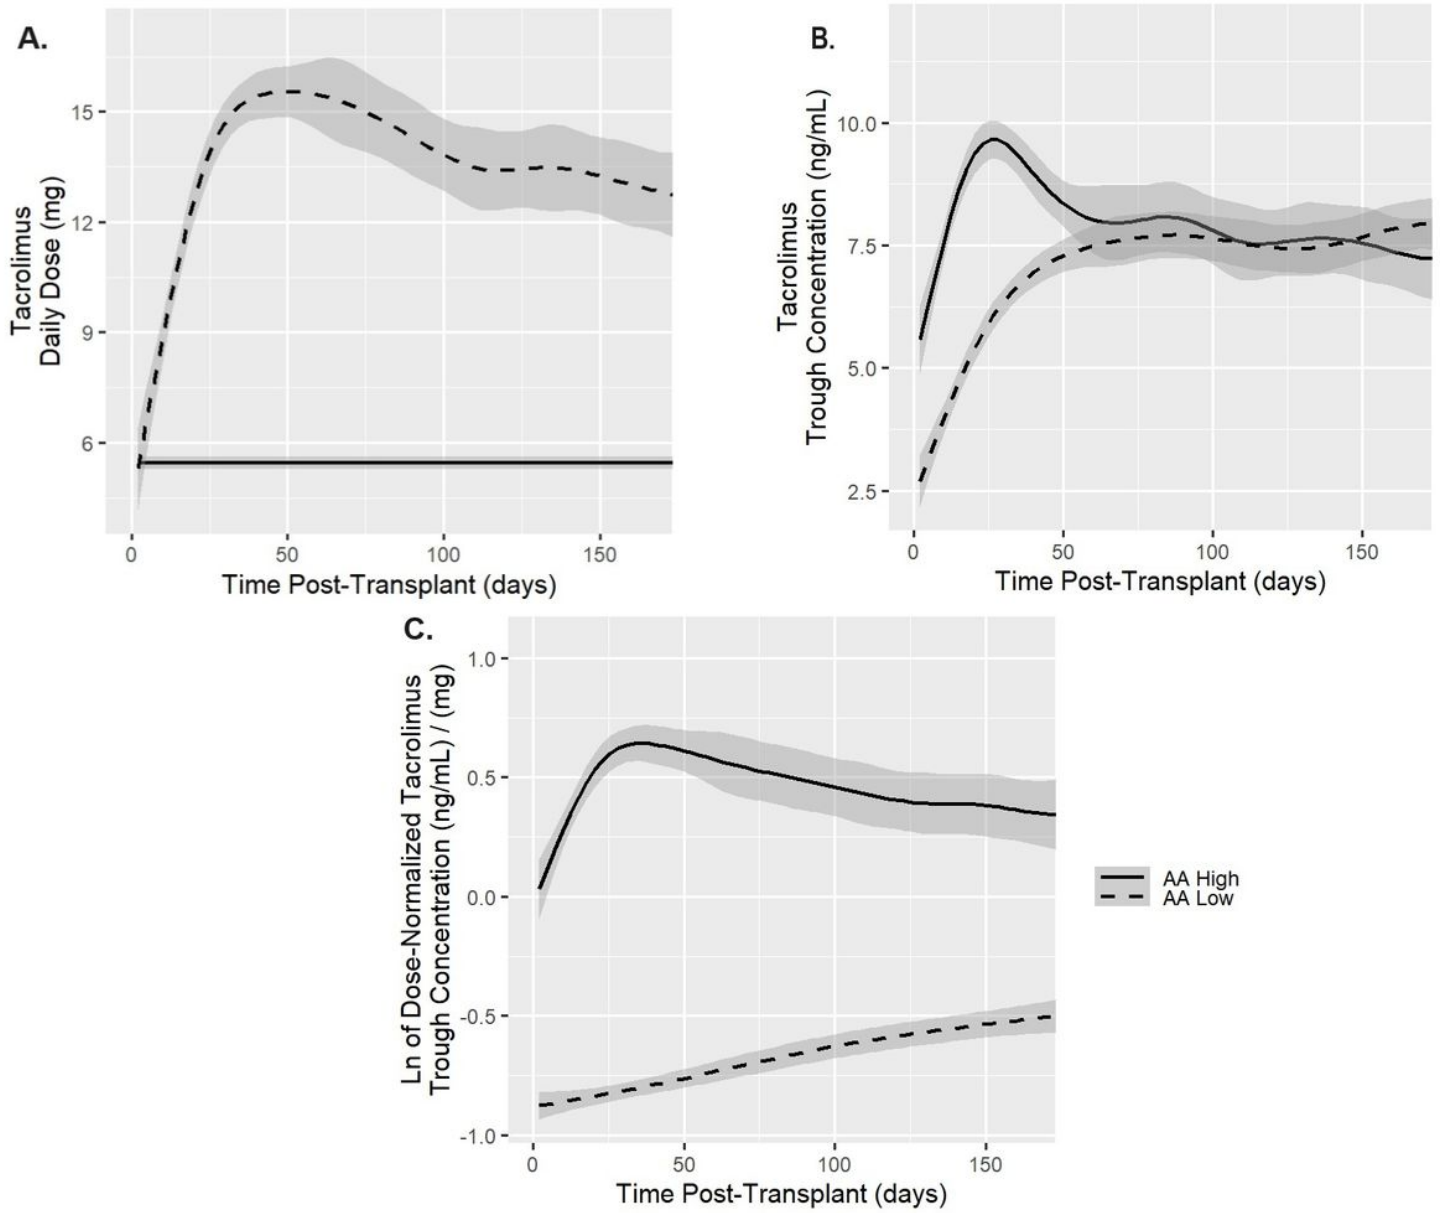 A.
Tacrolimus
Daily Dose (mg)
15
12
9
6
0 50 100 150
Time Post-Transplant (days)
B.
Tacrolimus
Trough Concentration (ng/mL)
10.0
7.5
5.0
2.5
0 50 100 150
Time Post-Transplant (days)
C.
Ln of Dose-Normalized Tacrolimus
Trough Concentration (ng/mL) / (mg)
1.0
0.5
0.0
-0.5
-1.0
0 50 100 150
Time Post-Transplant (days)
AA High
AA Low